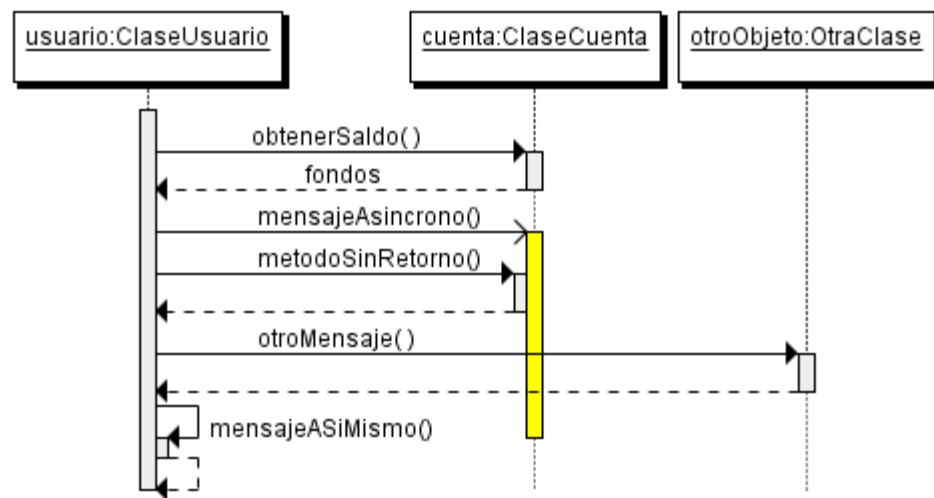 usuario:ClaseUsuario
cuenta:ClaseCuenta
otroObjeto:OtraClase
obtenerSaldo()
fondos
mensajeAsincrono()
metodoSinRetorno()
otroMensaje()
mensajeASiMismo()